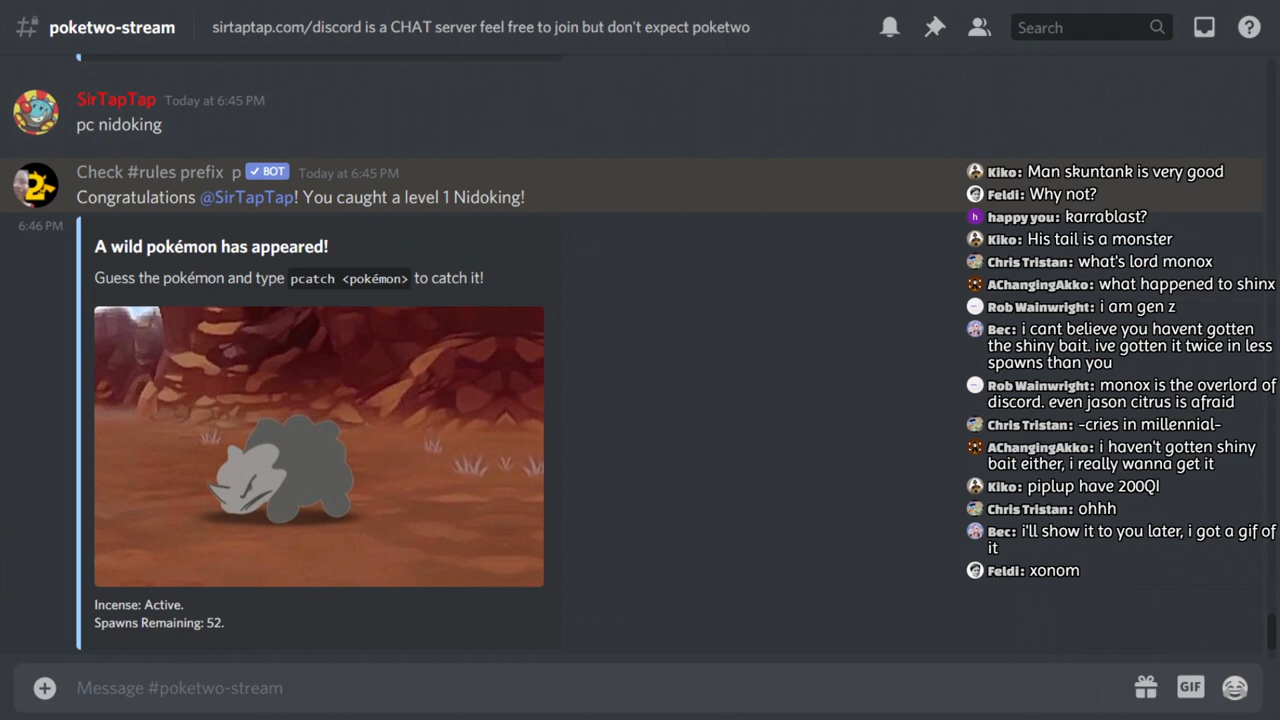 poketwo-stream
sirtaptap.com/discord is a CHAT server feel free to join but don't expect poketwo
Search
SirTapTap Today at 6:45 PM
pc nidoking
Check #rules prefix p ✓ BOT Today at 6:45 PM
Congratulations @SirTapTap! You caught a level 1 Nidoking!
6:46 PM
A wild pokémon has appeared!
Guess the pokémon and type pcatch <pokémon> to catch it!
Incense: Active.
Spawns Remaining: 52.
Kiko: Man skuntank is very good
Feldi: Why not?
h happy you: karrablast?
Kiko: His tail is a monster
Chris Tristan: what's lord monox
AChangingAkko: what happened to shinx
Rob Wainwright: i am gen z
Bec: i cant believe you havent gotten
the shiny bait. ive gotten it twice in less
spawns than you
Rob Wainwright: monox is the overlord of
discord. even jason citrus is afraid
Chris Tristan: -cries in millennial-
AChangingAkko: i haven't gotten shiny
bait either, i really wanna get it
Kiko: piplup have 200QI
Chris Tristan: ohhh
Bec: i'll show it to you later, i got a gif of
it
Feldi: xonom
Message #poketwo-stream
GIF